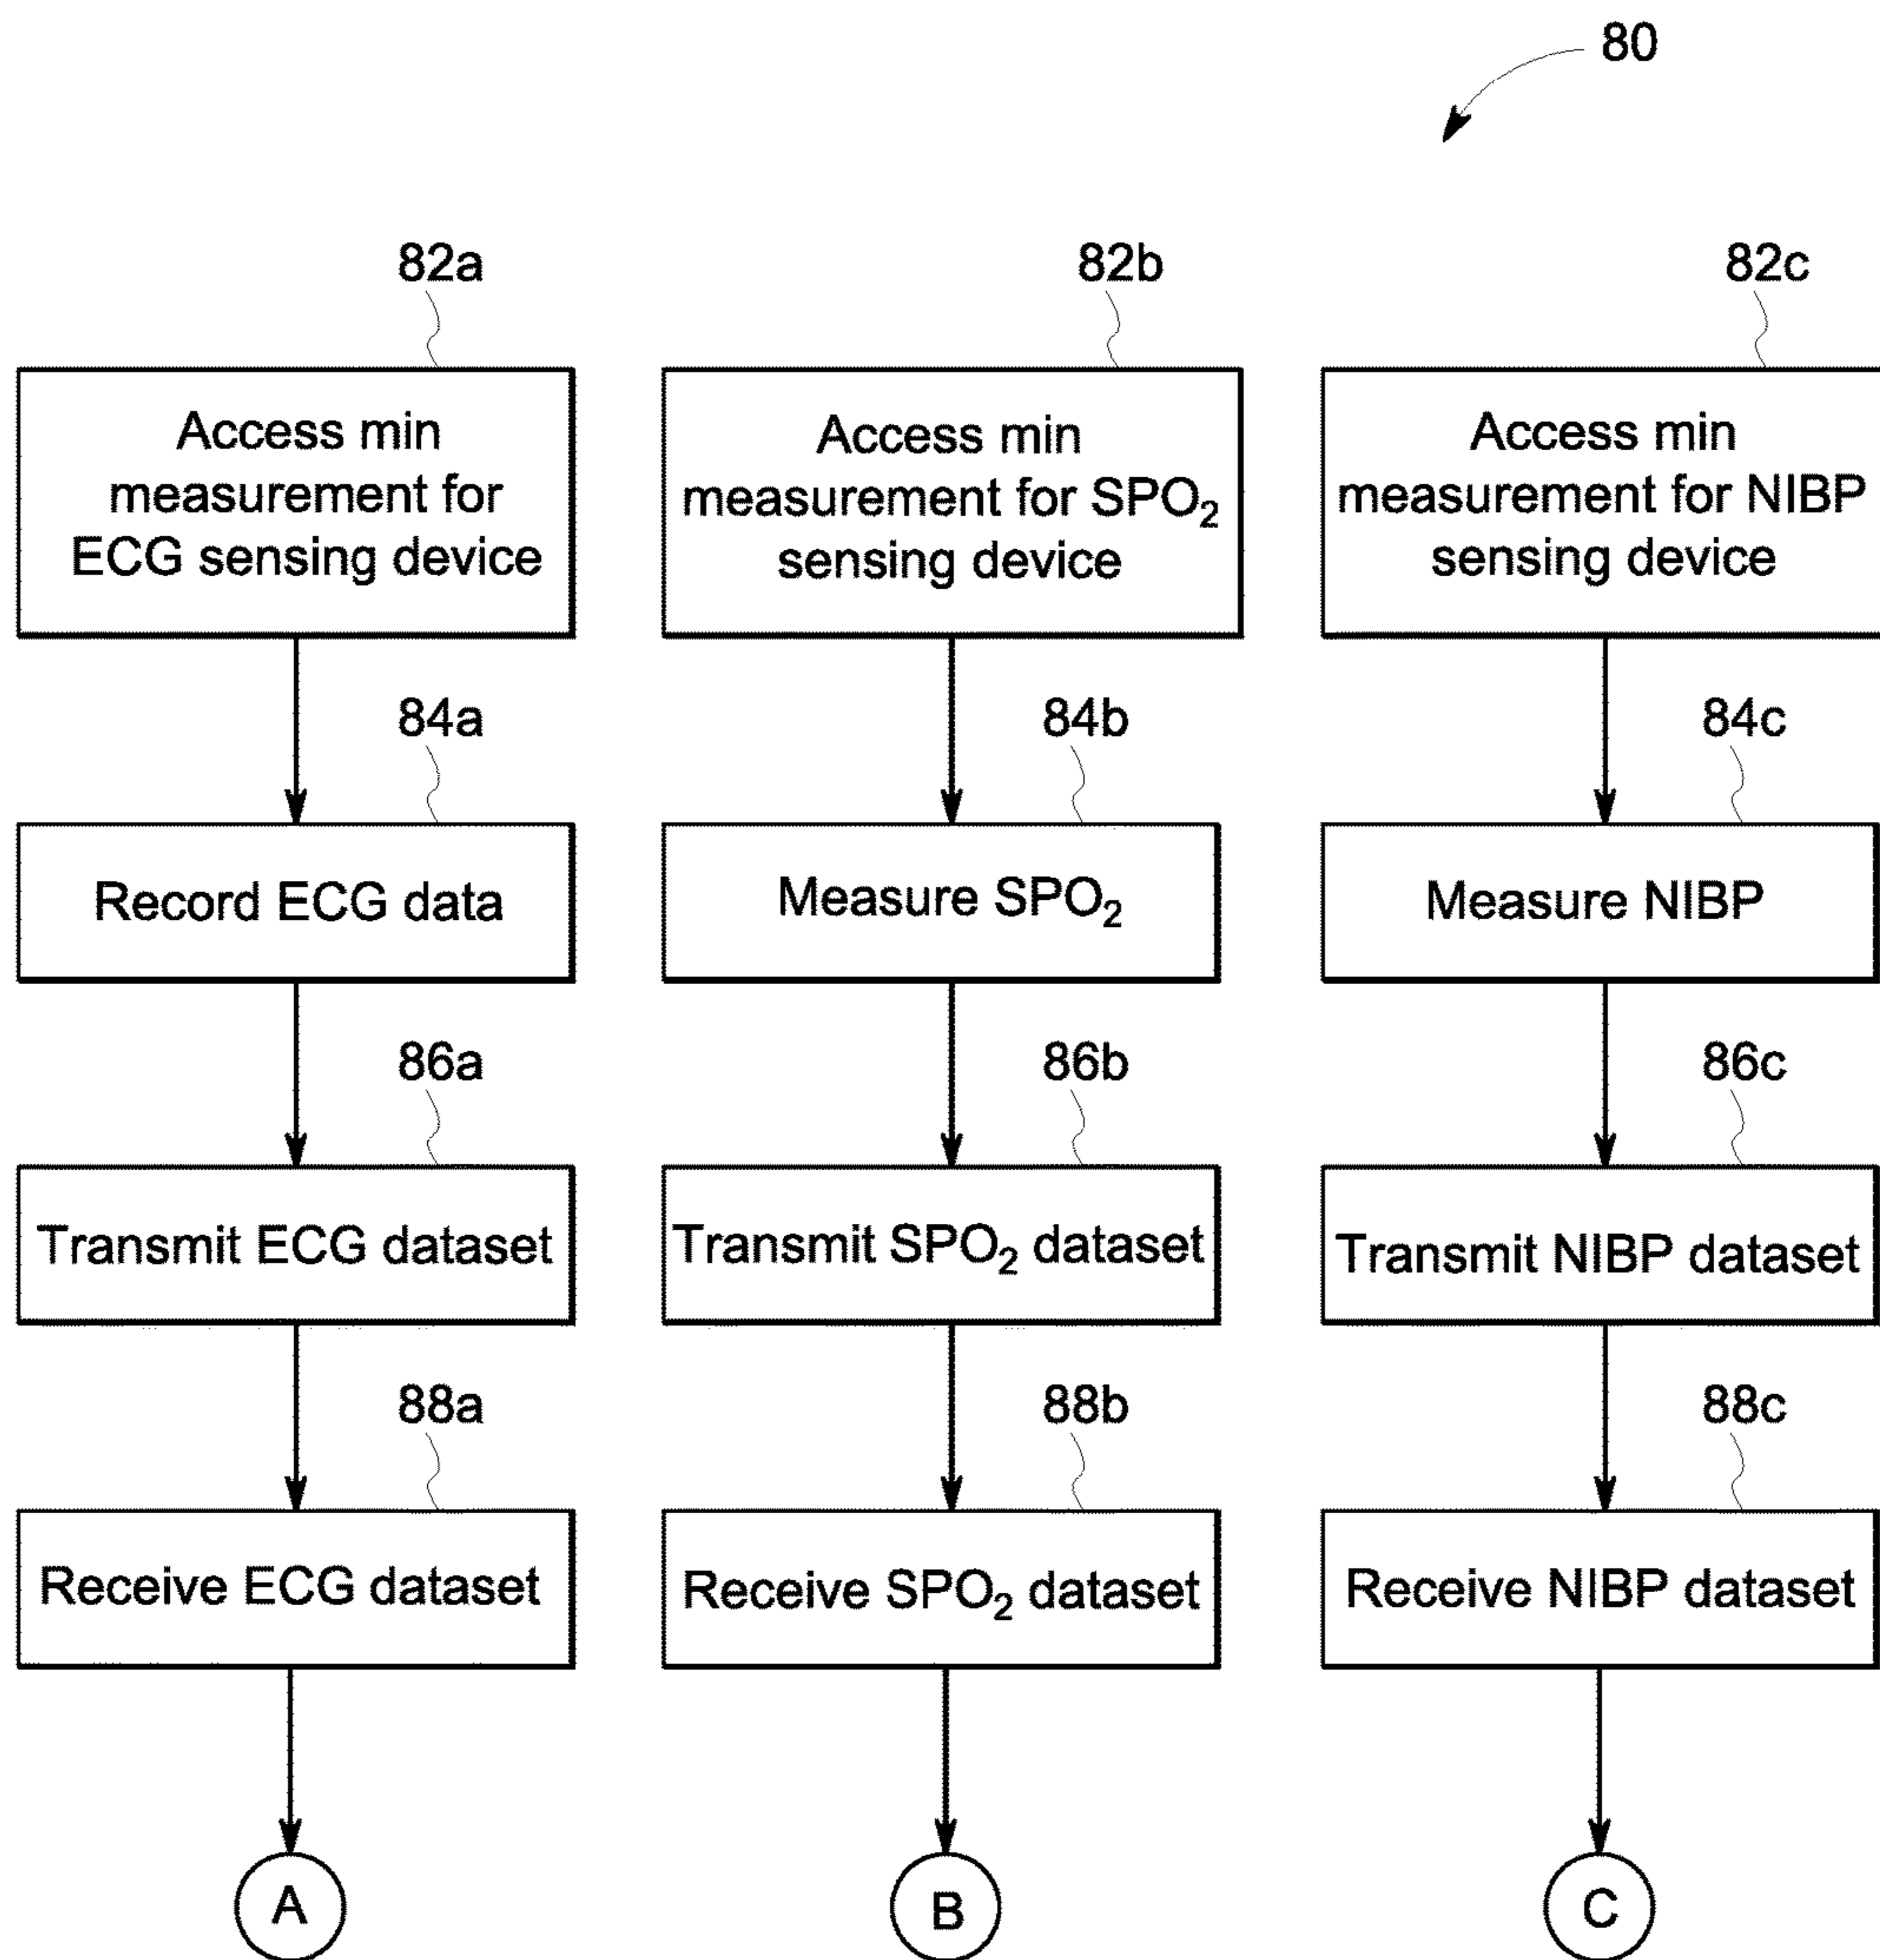 80
82a
82b
82c
Access min
measurement for
ECG sensing device
Access min
measurement for SPO₂
sensing device
Access min
measurement for NIBP
sensing device
84a
84b
84c
Record ECG data
Measure SPO₂
Measure NIBP
86a
86b
86c
Transmit ECG dataset
Transmit SPO₂ dataset
Transmit NIBP dataset
88a
88b
88c
Receive ECG dataset
Receive SPO₂ dataset
Receive NIBP dataset
A
B
C